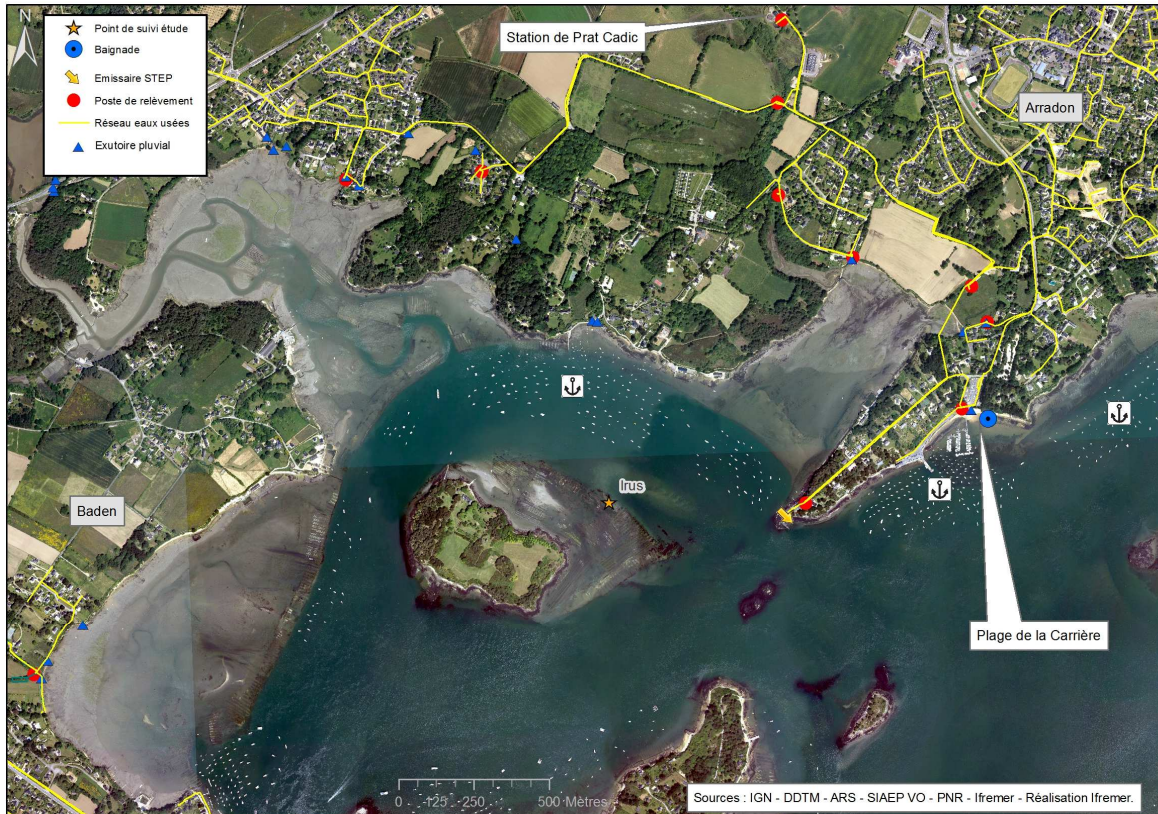 N
Point de suivi étude
Baignade
Emissaire STEP
Poste de relèvement
Réseau eaux usées
Exutoire pluvial
Station de Prat Cadic
Arradon
Irus
Baden
Plage de la Carrière
0 125 250 500 Mètres
Sources : IGN - DDTM - ARS - SIAEP VO - PNR - Ifremer - Réalisation Ifremer.